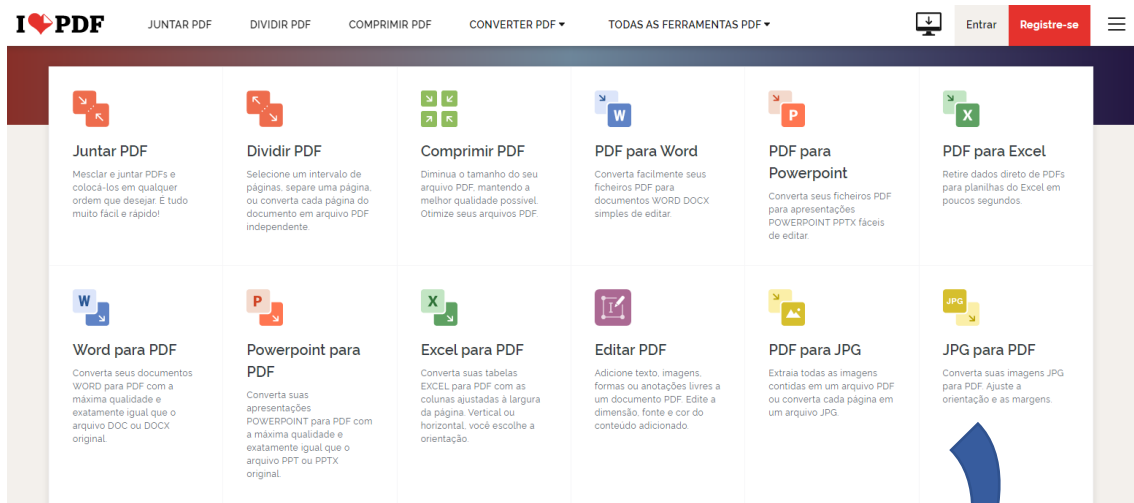 I PDF
JUNTAR PDF
DIVIDIR PDF
COMPRIMIR PDF
CONVERTER PDF
TODAS AS FERRAMENTAS PDF
Entrar
Registre-se
Juntar PDF
Mesclar e juntar PDFs e
colocá-los em qualquer
ordem que desejar. É tudo
muito fácil e rápido!
Dividir PDF
Selecione um intervalo de
páginas, separe uma página,
ou converta cada página do
documento em arquivo PDF
independente.
Comprimir PDF
Diminua o tamanho do seu
arquivo PDF, mantendo a
melhor qualidade possível.
Otimize seus arquivos PDF.
W
PDF para Word
Converta facilmente seus
ficheiros PDF para
documentos WORD DOCX
simples de editar.
P
PDF para
Powerpoint
Converta seus ficheiros PDF
para apresentações
POWERPOINT PPTX fáceis
de editar.
X
PDF para Excel
Retire dados direto de PDFs
para planilhas do Excel em
poucos segundos.
W
Word para PDF
Converta seus documentos
WORD para PDF com a
máxima qualidade e
exatamente igual que o
arquivo DOC ou DOCX
original.
P
Powerpoint para
PDF
Converta suas
apresentações
POWERPOINT para PDF com
a máxima qualidade e
exatamente igual que o
arquivo PPT ou PPTX
original.
X
Excel para PDF
Converta suas tabelas
EXCEL para PDF com as
colunas ajustadas à largura
da página. Vertical ou
horizontal, você escolhe a
orientação.
Editar PDF
Adicione texto, imagens,
formas ou anotações livres a
um documento PDF. Edite a
dimensão, fonte e cor do
conteúdo adicionado.
PDF para JPG
Extraia todas as imagens
contidas em um arquivo PDF
ou converta cada página em
um arquivo JPG.
JPG
JPG para PDF
Converta suas imagens JPG
para PDF. Ajuste a
orientação e as margens.